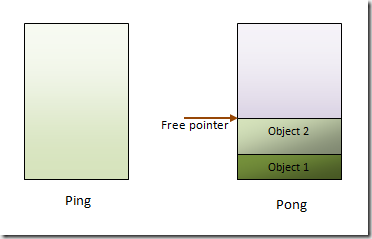 Free pointer
Object 2
Object 1
Ping
Pong